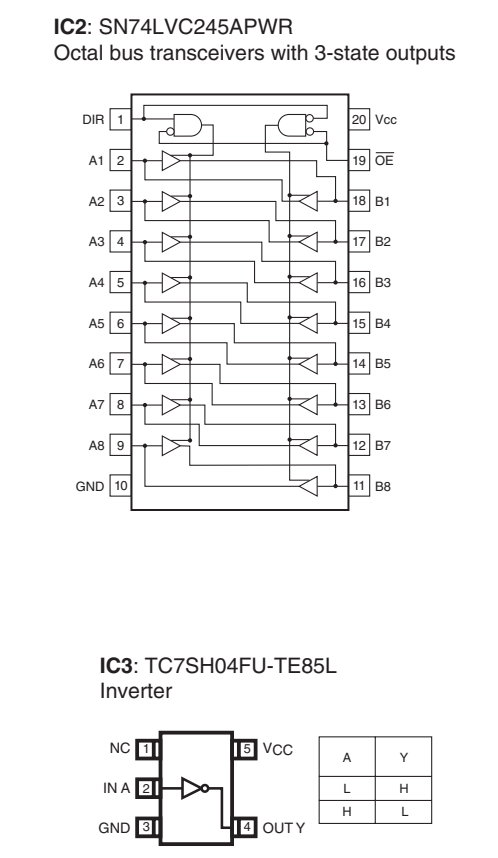 IC2: SN74LVC245APWR
Octal bus transceivers with 3-state outputs
DIR 1 20 Vcc
A1 2 19 OE
A2 3 18 B1
A3 4 17 B2
A4 5 16 B3
A5 6 15 B4
A6 7 14 B5
A7 8 13 B6
A8 9 12 B7
GND 10 11 B8
IC3: TC7SH04FU-TE85L
Inverter
NC 1 5 VCC
IN A 2
GND 3 4 OUT Y
A Y
L H
H L